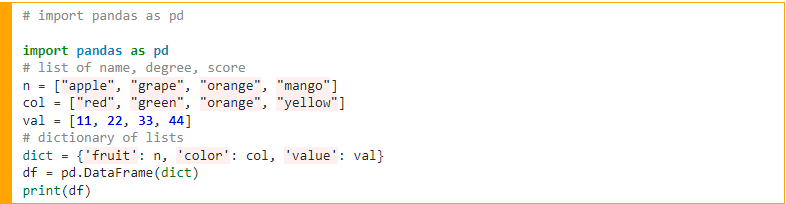 # import pandas as pd
import pandas as pd
# list of name, degree, score
n = ["apple", "grape", "orange", "mango"]
col = ["red", "green", "orange", "yellow"]
val = [11, 22, 33, 44]
# dictionary of lists
dict = {'fruit': n, 'color': col, 'value': val}
df = pd.DataFrame(dict)
print(df)